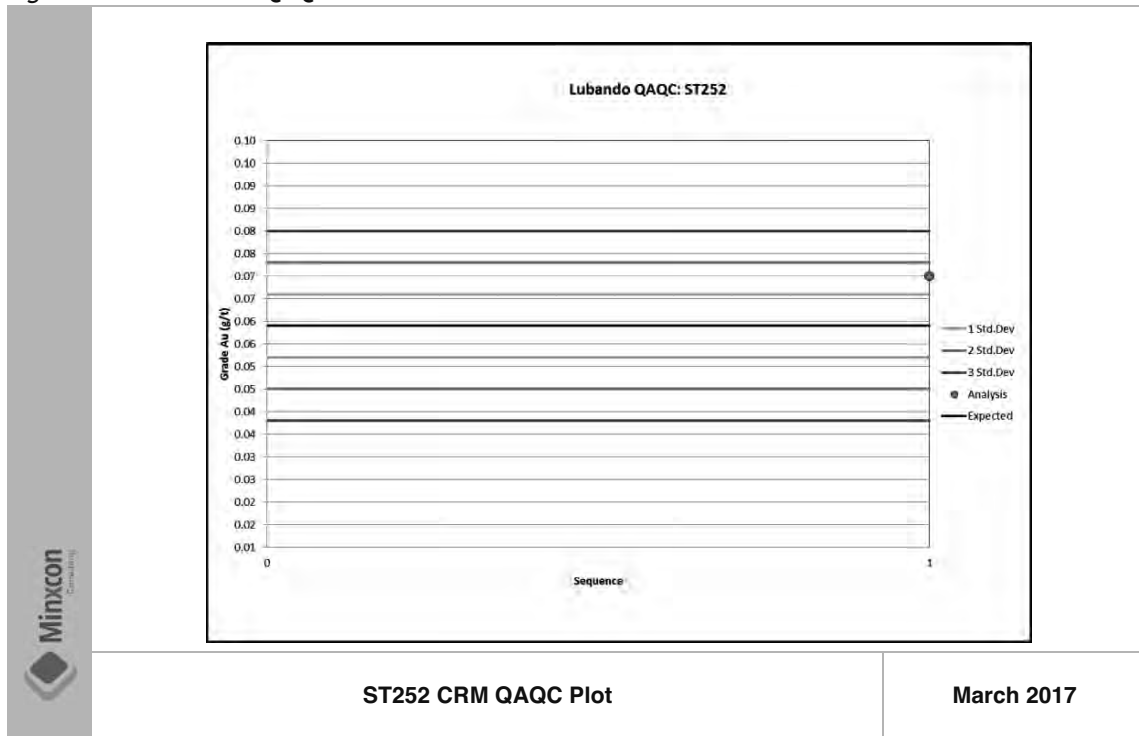 Lubando QAQC: ST252
0.10
0.10
0.09
0.09
0.08
0.08
0.07
0.07
0.06
0.06
0.05
0.05
0.04
0.04
0.03
0.03
0.02
0.02
0.01
Grade Au (g/t)
0
1
Sequence
1 Std.Dev
2 Std.Dev
3 Std.Dev
Analysis
Expected
Minxcon
Consulting
ST252 CRM QAQC Plot
March 2017